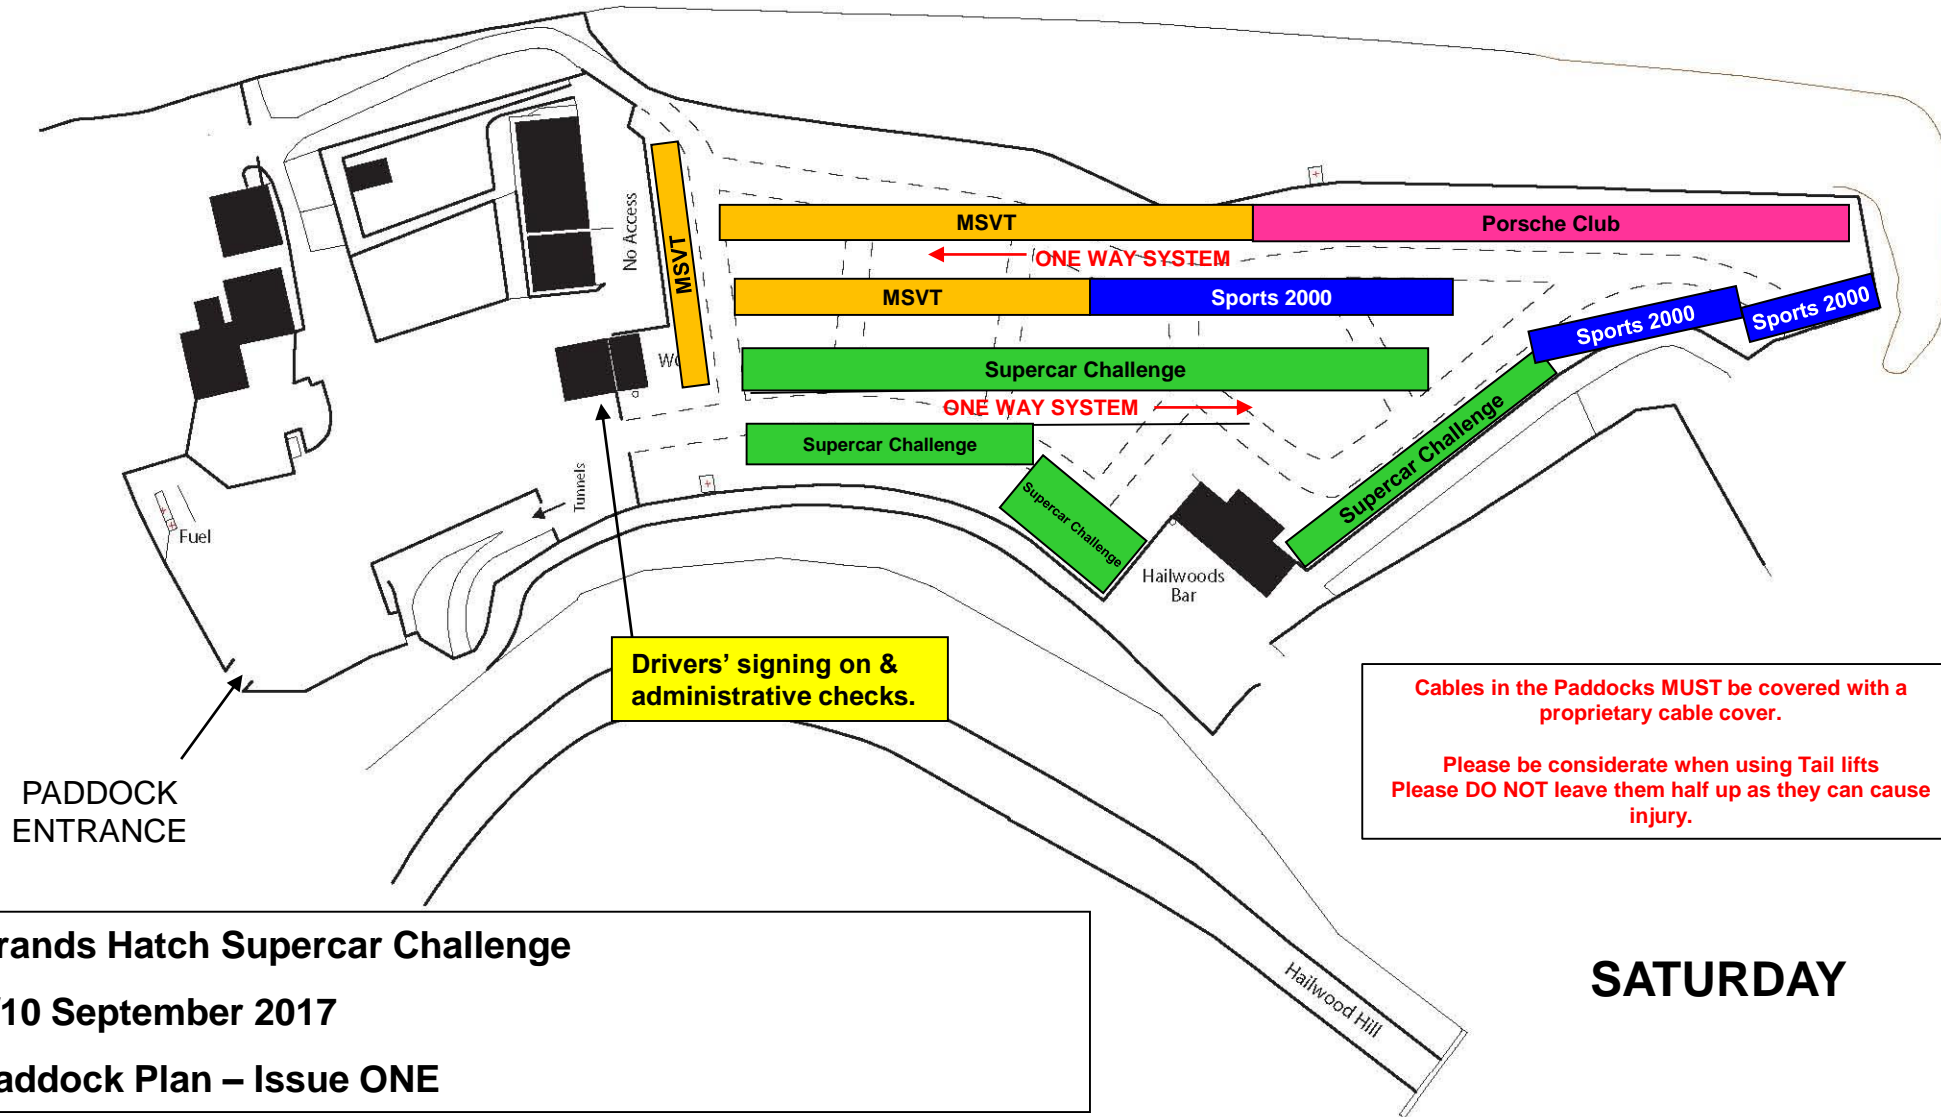 No Access
MSVT
MSVT
Porsche Club
ONE WAY SYSTEM
MSVT
Sports 2000
Sports 2000
Sports 2000
Supercar Challenge
ONE WAY SYSTEM
Supercar Challenge
Supercar Challenge
Supercar Challenge
Tunnels
Fuel
Hailwoods
Bar
Drivers' signing on &
administrative checks.
Cables in the Paddocks MUST be covered with a
proprietary cable cover.
Please be considerate when using Tail lifts
Please DO NOT leave them half up as they can cause
injury.
PADDOCK
ENTRANCE
rands Hatch Supercar Challenge
/10 September 2017
addock Plan – Issue ONE
Hailwood Hill
SATURDAY